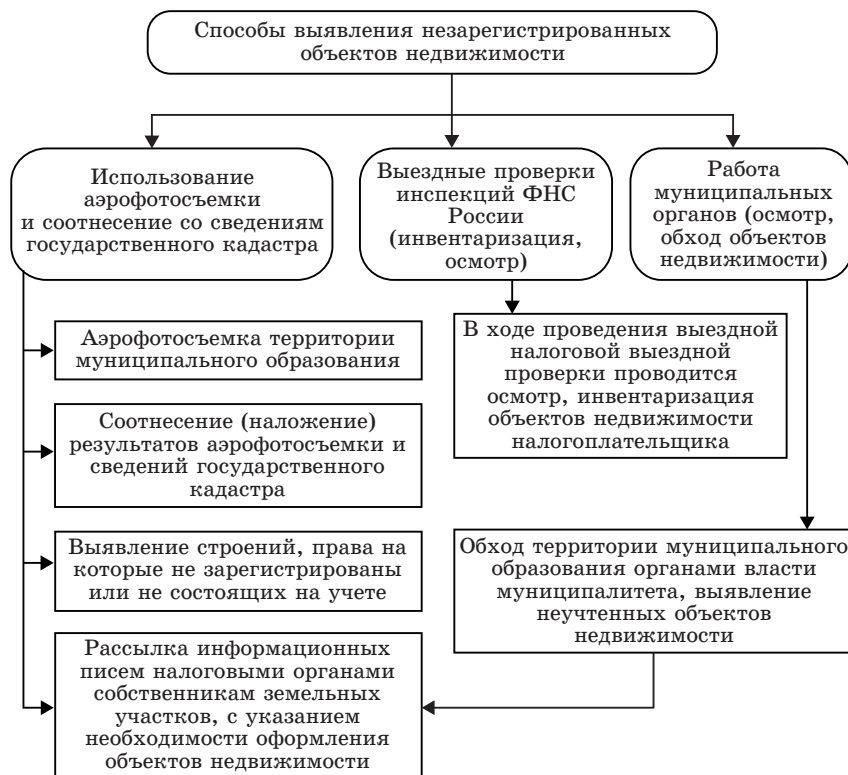 Способы выявления незарегистрированных
объектов недвижимости
Использование
аэрофотосъемки
и соотнесение со сведениям
государственного кадастра
Выездные проверки
инспекций ФНС
России
(инвентаризация,
осмотр)
Работа
муниципальных
органов (осмотр,
обход объектов
недвижимости)
Аэрофотосъемка территории
муниципального образования
В ходе проведения выездной
налоговой выездной
проверки проводится
осмотр, инвентаризация
объектов недвижимости
налогоплательщика
Соотнесение (наложение)
результатов аэрофотосъемки и
сведений государственного
кадастра
Выявление строений, права на
которые не зарегистрированы
или не состоящих на учете
Обход территории муниципального
образования органами власти
муниципалитета, выявление
неучтенных объектов
недвижимости
Рассылка информационных
писем налоговыми органами
собственникам земельных
участков, с указанием
необходимости оформления
объектов недвижимости